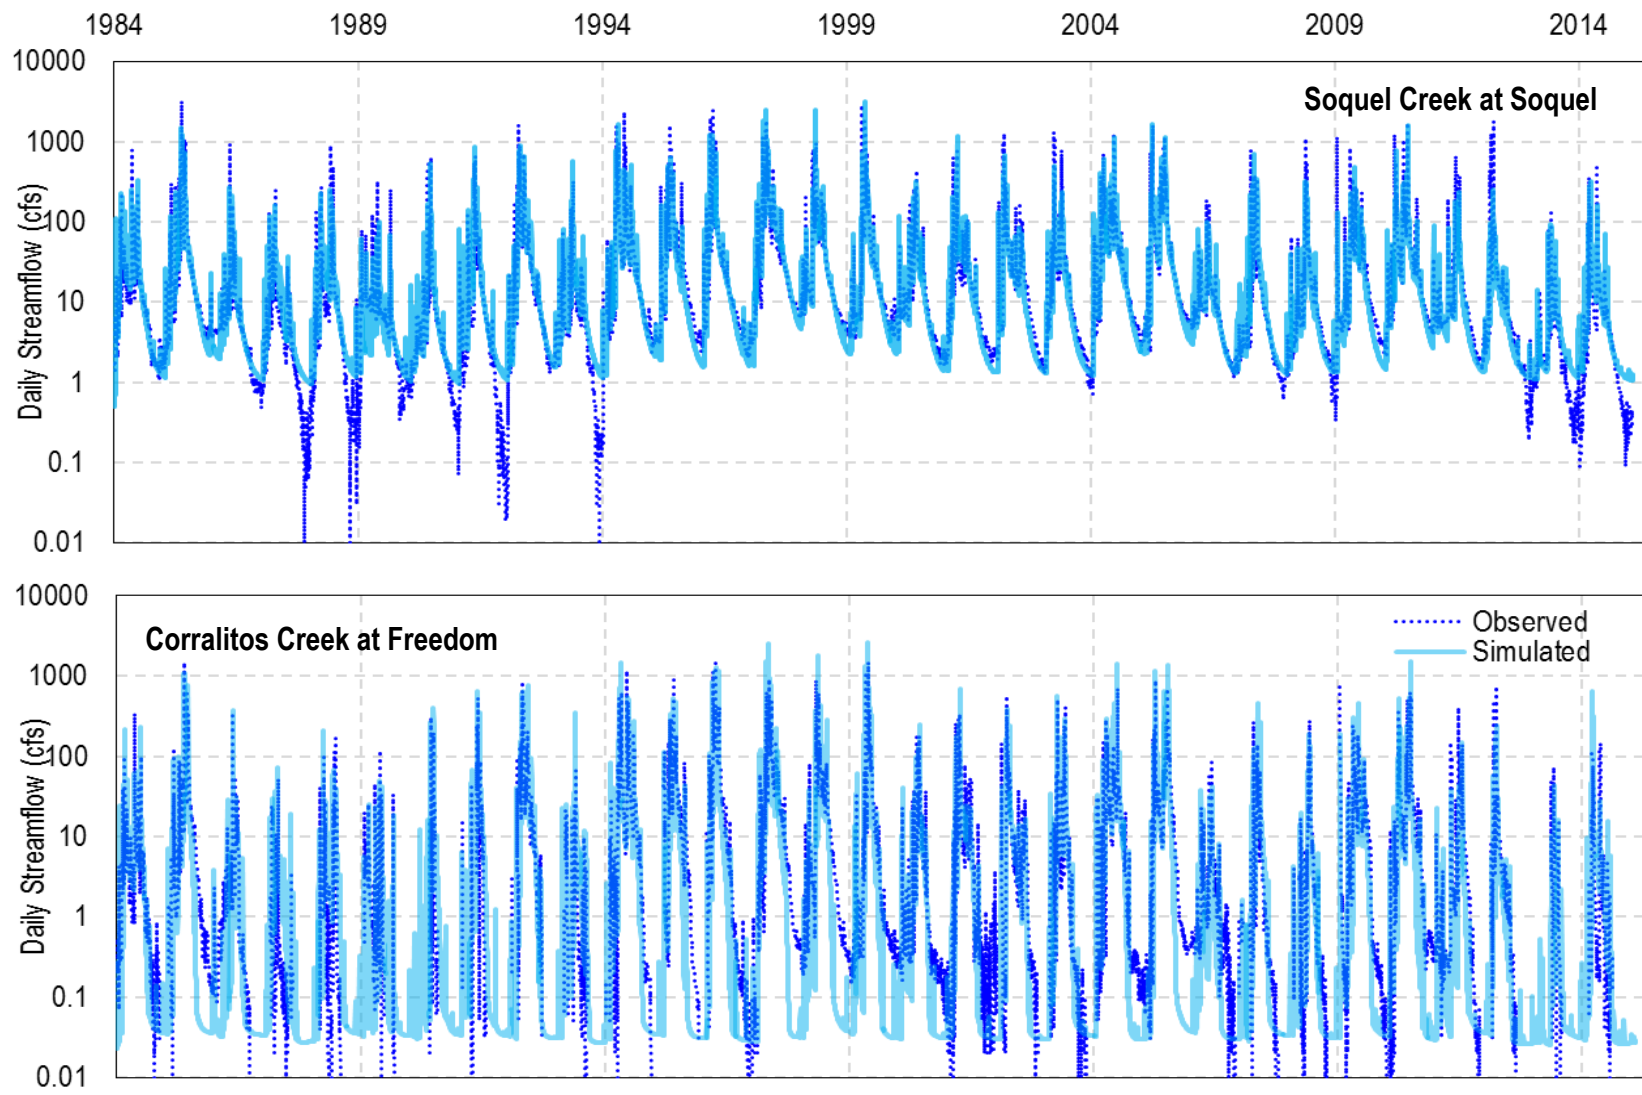 1984 1989 1994 1999 2004 2009 2014
Daily Streamflow (cfs)
10000
1000
100
10
1
0.1
0.01
Soquel Creek at Soquel
Daily Streamflow (cfs)
10000
1000
100
10
1
0.1
0.01
Corralitos Creek at Freedom
Observed
Simulated